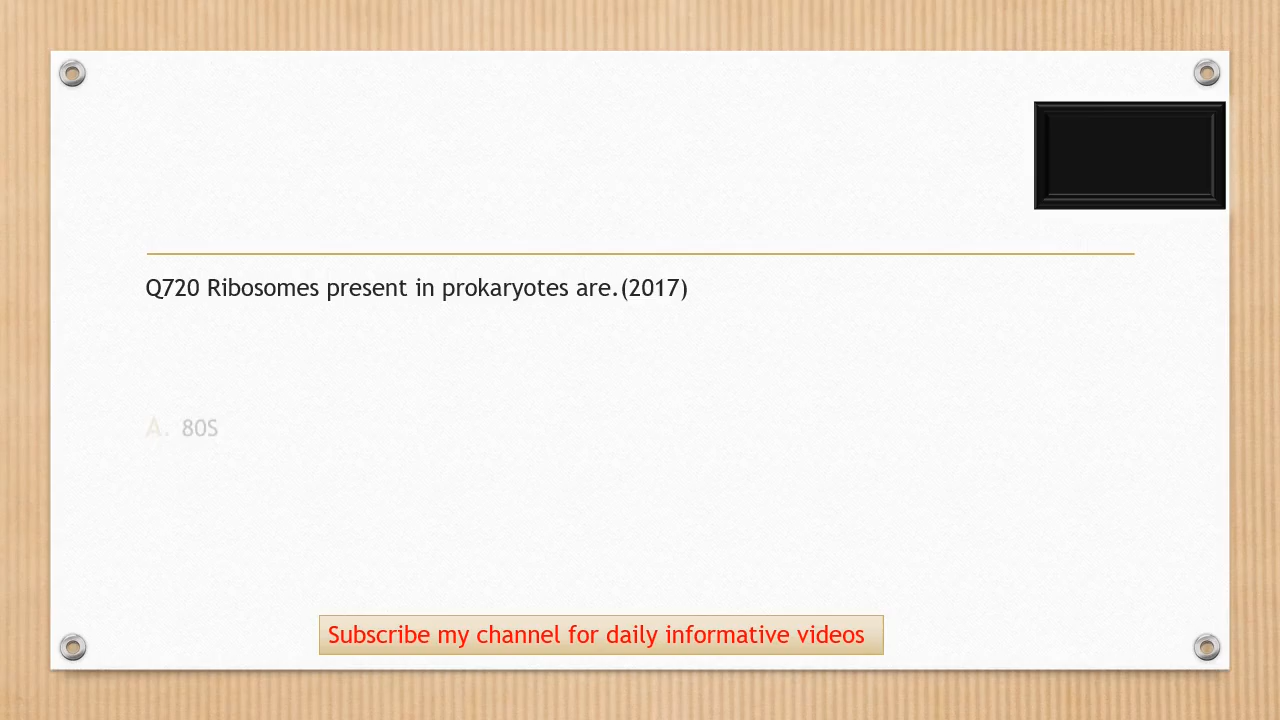 Q720 Ribosomes present in prokaryotes are.(2017)
A. 80S
Subscribe my channel for daily informative videos